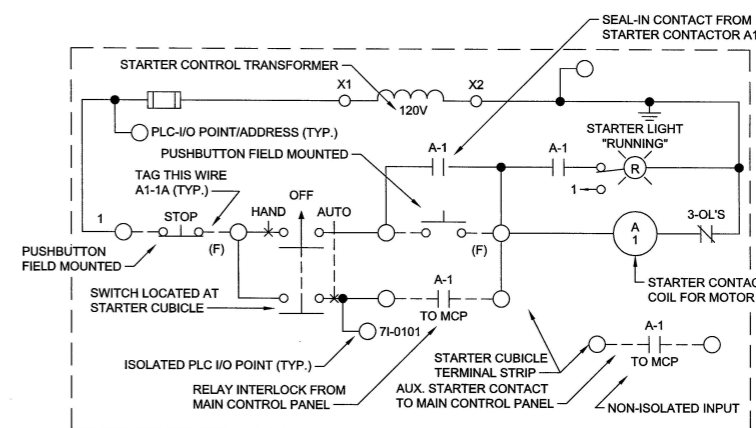 SEAL-IN CONTACT FROM
STARTER CONTACTOR A1
STARTER CONTROL TRANSFORMER
X1
X2
120V
PLC-I/O POINT/ADDRESS (TYP.)
STARTER LIGHT
"RUNNING"
PUSHBUTTON FIELD MOUNTED
A-1
A-1
R
TAG THIS WIRE
A1-1A (TYP.)
OFF
1
1
STOP
HAND
AUTO
3-OL'S
A
1
(F)
(F)
PUSHBUTTON
FIELD MOUNTED
A-1
STARTER CONTAC
COIL FOR MOTOR
SWITCH LOCATED AT
STARTER CUBICLE
TO MCP
A-1
7I-0101
TO MCP
ISOLATED PLC I/O POINT (TYP.)
STARTER CUBICLE
TERMINAL STRIP
RELAY INTERLOCK FROM
MAIN CONTROL PANEL
AUX. STARTER CONTACT
TO MAIN CONTROL PANEL
NON-ISOLATED INPUT